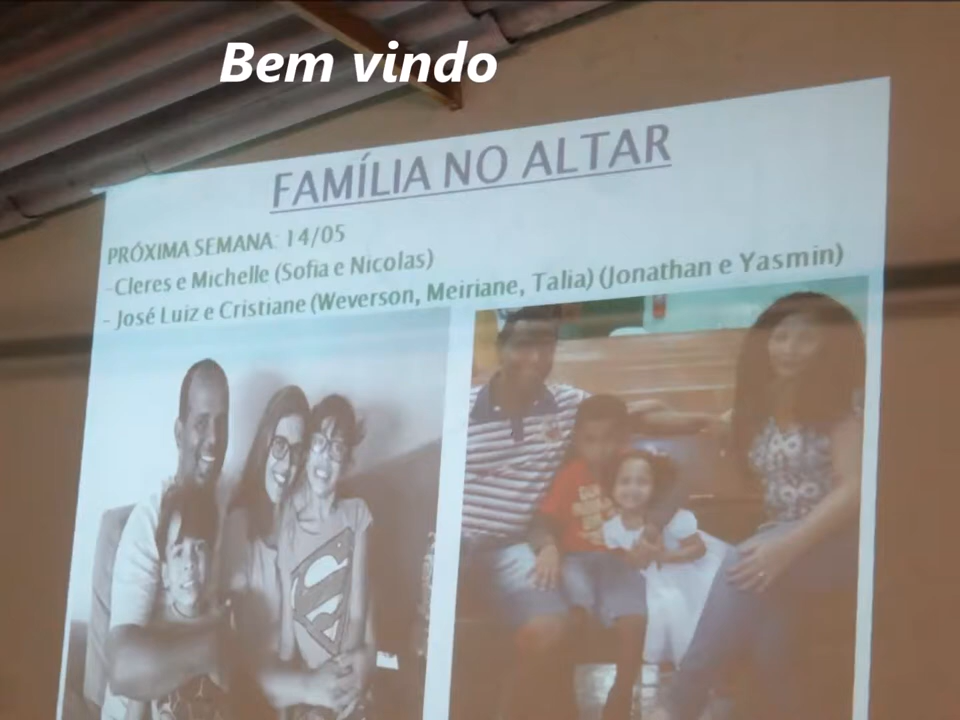 Bem vindo
FAMÍLIA NO ALTAR
PRÓXIMA SEMANA: 14/05
-Cleres e Michelle (Sofia e Nicolas)
- José Luiz e Cristiane (Weverson, Meiriane, Talia) (Jonathan e Yasmin)